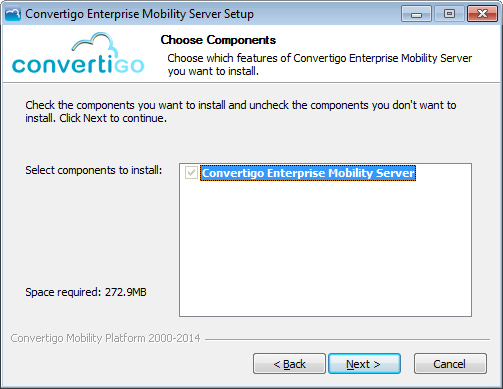 Convertigo Enterprise Mobility Server Setup
convertigo
Choose Components
Choose which features of Convertigo Enterprise Mobility Server
you want to install.
Check the components you want to install and uncheck the components you don't want to
install. Click Next to continue.
Select components to install:
Convertigo Enterprise Mobility Server
Space required: 272.9MB
Convertigo Mobility Platform 2000-2014
< Back
Next >
Cancel